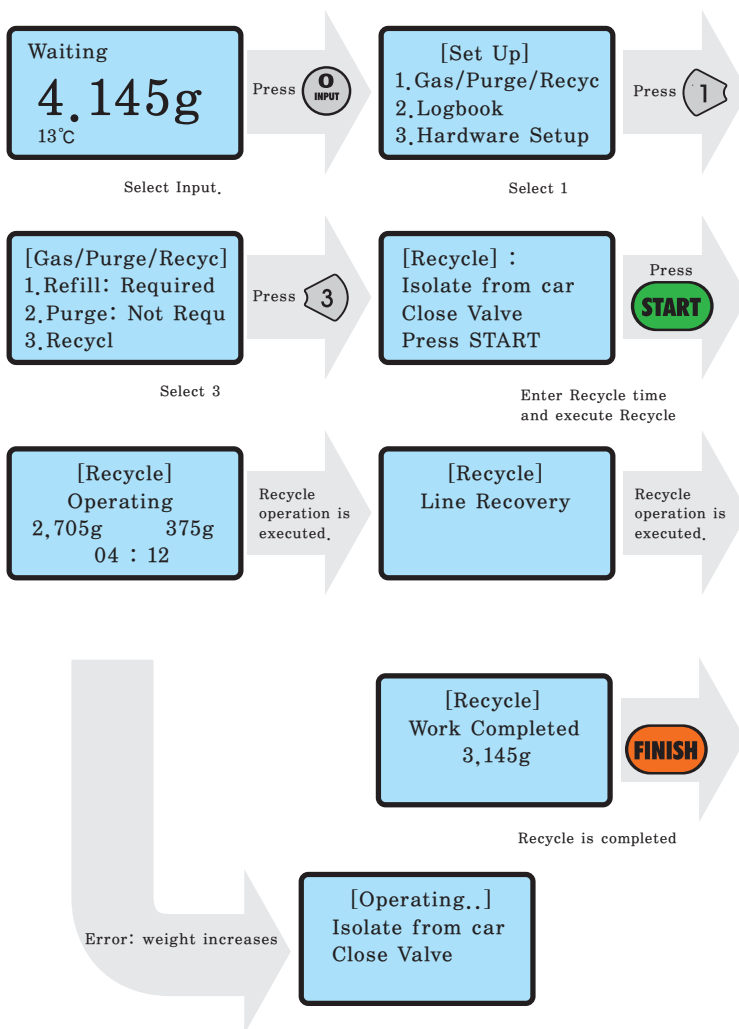 Waiting
4.145g
13℃
Press
0
INPUT
Select Input.
[Set Up]
1.Gas/Purge/Recyc
2.Logbook
3.Hardware Setup
Press
1
Select 1
[Gas/Purge/Recyc]
1.Refill: Required
2.Purge: Not Requ
3.Recycl
Press
3
Select 3
[Recycle] :
Isolate from car
Close Valve
Press START
Press
START
Enter Recycle time
and execute Recycle
[Recycle]
Operating
2,705g 375g
04 : 12
Recycle
operation is
executed.
[Recycle]
Line Recovery
Recycle
operation is
executed.
[Recycle]
Work Completed
3,145g
FINISH
Recycle is completed
Error: weight increases
[Operating..]
Isolate from car
Close Valve